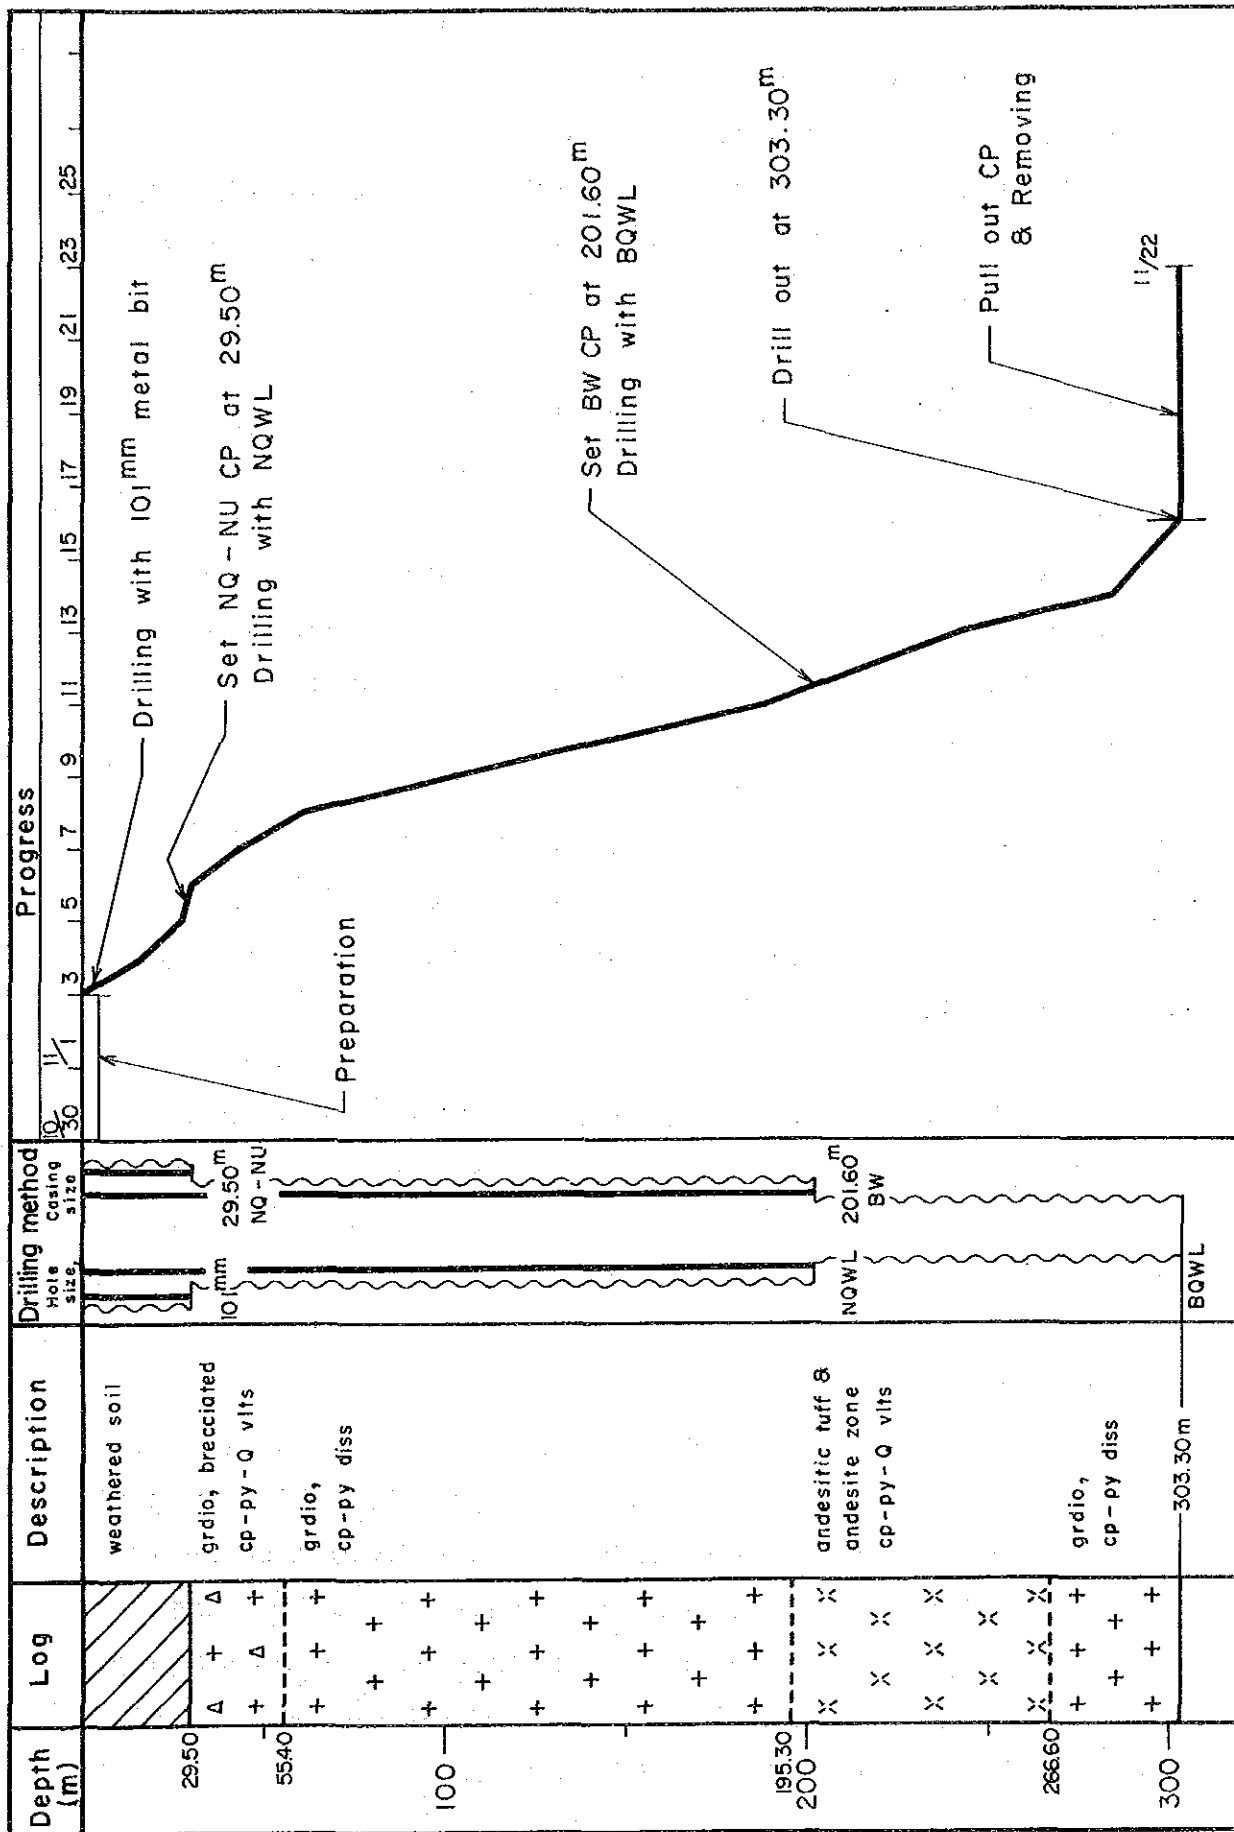 Depth
(m)
Log
Description
Drilling method
Hole size,
Casing size
Progress
10/30
11/1
3
5
7
9
11
13
15
17
19
21
23
25
29.50
55.40
100
195.30
200
266.60
300
weathered soil
grdio, brecciated
cp-py-Q vlts
grdio,
cp-py diss
andesitic tuff &
andesite zone
cp-py-Q vlts
grdio,
cp-py diss
303.30m
101mm
29.50m
NQ-NU
NQWL
201.60m
BW
BQWL
Preparation
Drilling with 101mm metal bit
Set NQ-NU CP at 29.50m
Drilling with NQWL
Set BW CP at 201.60m
Drilling with BQWL
Drill out at 303.30m
Pull out CP
& Removing
11/22